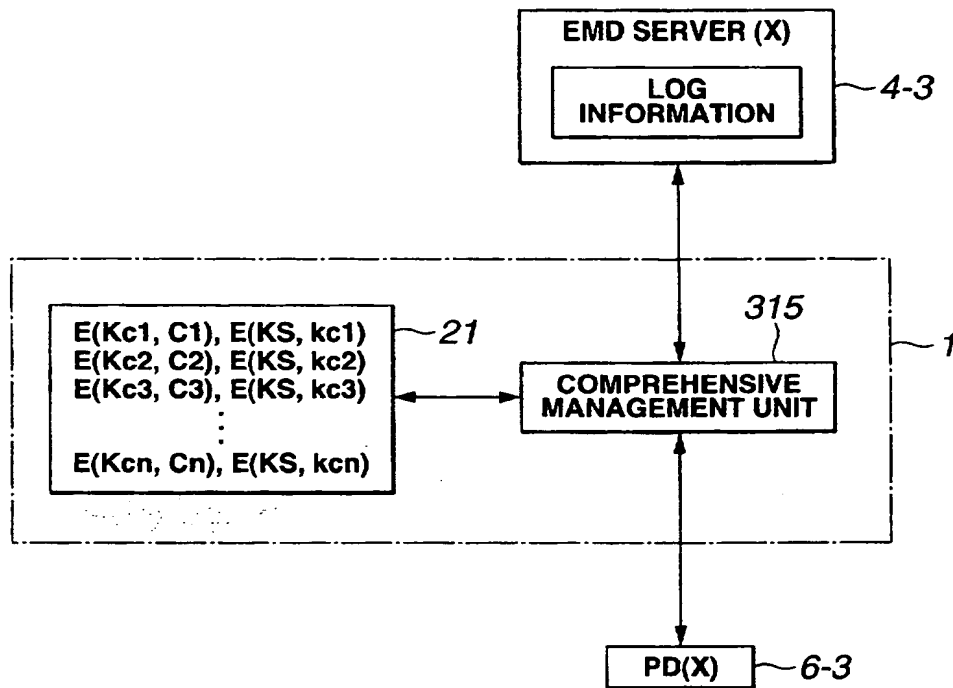 EMD SERVER (X)
LOG
INFORMATION
4-3
E(Kc1, C1), E(KS, kc1)
E(Kc2, C2), E(KS, kc2)
E(Kc3, C3), E(KS, kc3)
E(Kcn, Cn), E(KS, kcn)
21
315
1
COMPREHENSIVE
MANAGEMENT UNIT
PD(X)
6-3